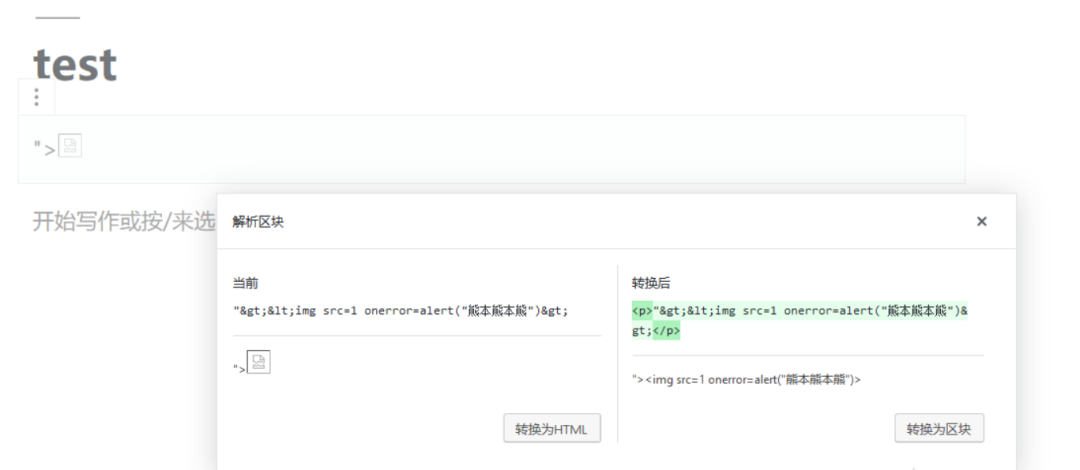 test
">
开始写作或按/来选
解析区块
×
当前
"&gt;&lt;img src=1 onerror=alert("熊本熊本熊")&gt;
">
转换为HTML
转换后
<p>"&gt;&lt;img src=1 onerror=alert("熊本熊本熊")&
gt;</p>
"><img src=1 onerror=alert("熊本熊本熊")>
转换为区块